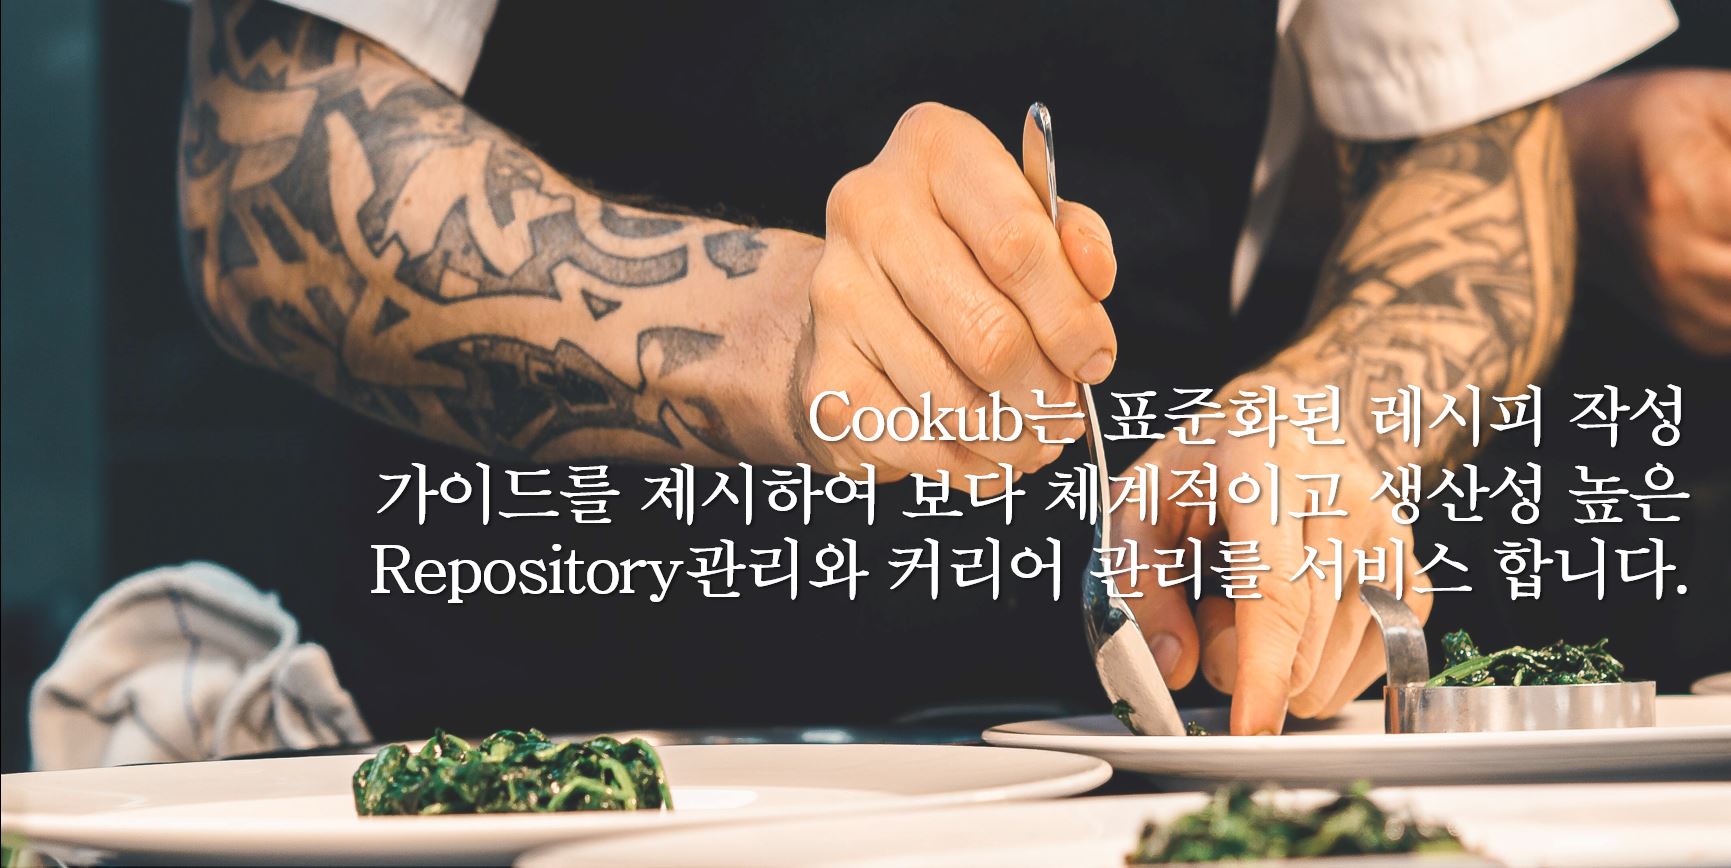 Cookub는 표준화된 레시피 작성
가이드를 제시하여 보다 체계적이고 생산성 높은
Repository관리와 커리어 관리를 서비스 합니다.